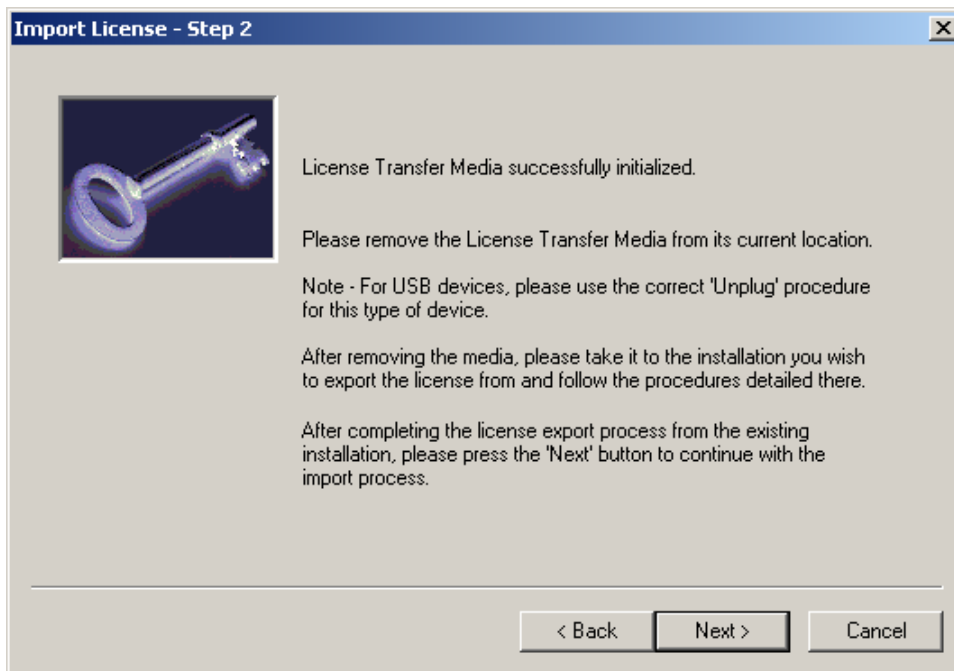 Import License - Step 2
License Transfer Media successfully initialized.
Please remove the License Transfer Media from its current location.
Note - For USB devices, please use the correct 'Unplug' procedure
for this type of device.
After removing the media, please take it to the installation you wish
to export the license from and follow the procedures detailed there.
After completing the license export process from the existing
installation, please press the 'Next' button to continue with the
import process.
< Back
Next >
Cancel